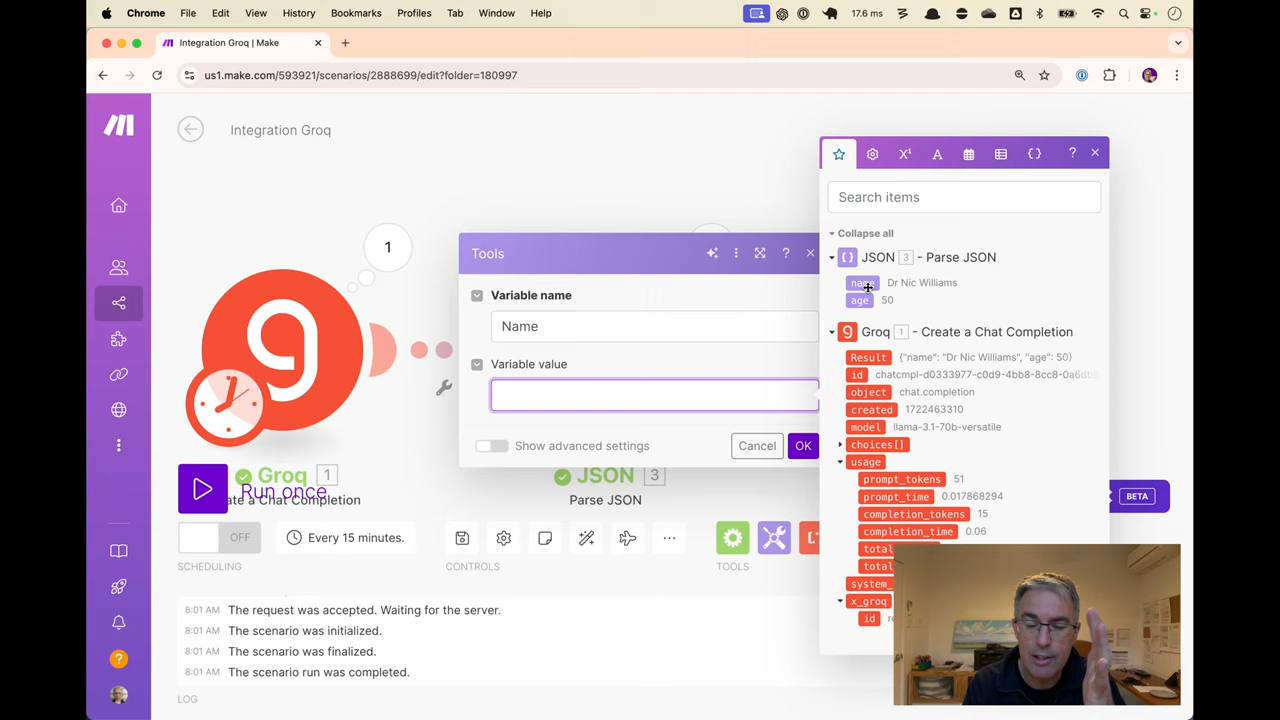 Chrome File Edit View History Bookmarks Profiles Tab Window Help 17.6 ms
Integration Groq | Make
us1.make.com/593921/scenarios/2888699/edit?folder=180997
Integration Groq
1
Tools
Variable name
Name
Variable value
Show advanced settings
Cancel
OK
Search items
Collapse all
JSON 3 - Parse JSON
name Dr Nic Williams
age 50
Groq 1 - Create a Chat Completion
Result {"name": "Dr Nic Williams", "age": 50}
id chatcmpl-d0333977-c0d9-4bb8-8cc8-0a6db
object chat.completion
created 1722463310
model llama-3.1-70b-versatile
choices[]
usage
prompt_tokens 51
prompt_time 0.017868294
completion_tokens 15
completion_time 0.06
total
total
system_
x_groq
id
Groq 1
ate a Chat Completion
Run once
JSON 3
Parse JSON
BETA
OFF
Every 15 minutes.
SCHEDULING
CONTROLS
TOOLS
8:01 AM The request was accepted. Waiting for the server.
8:01 AM The scenario was initialized.
8:01 AM The scenario was finalized.
8:01 AM The scenario run was completed.
LOG